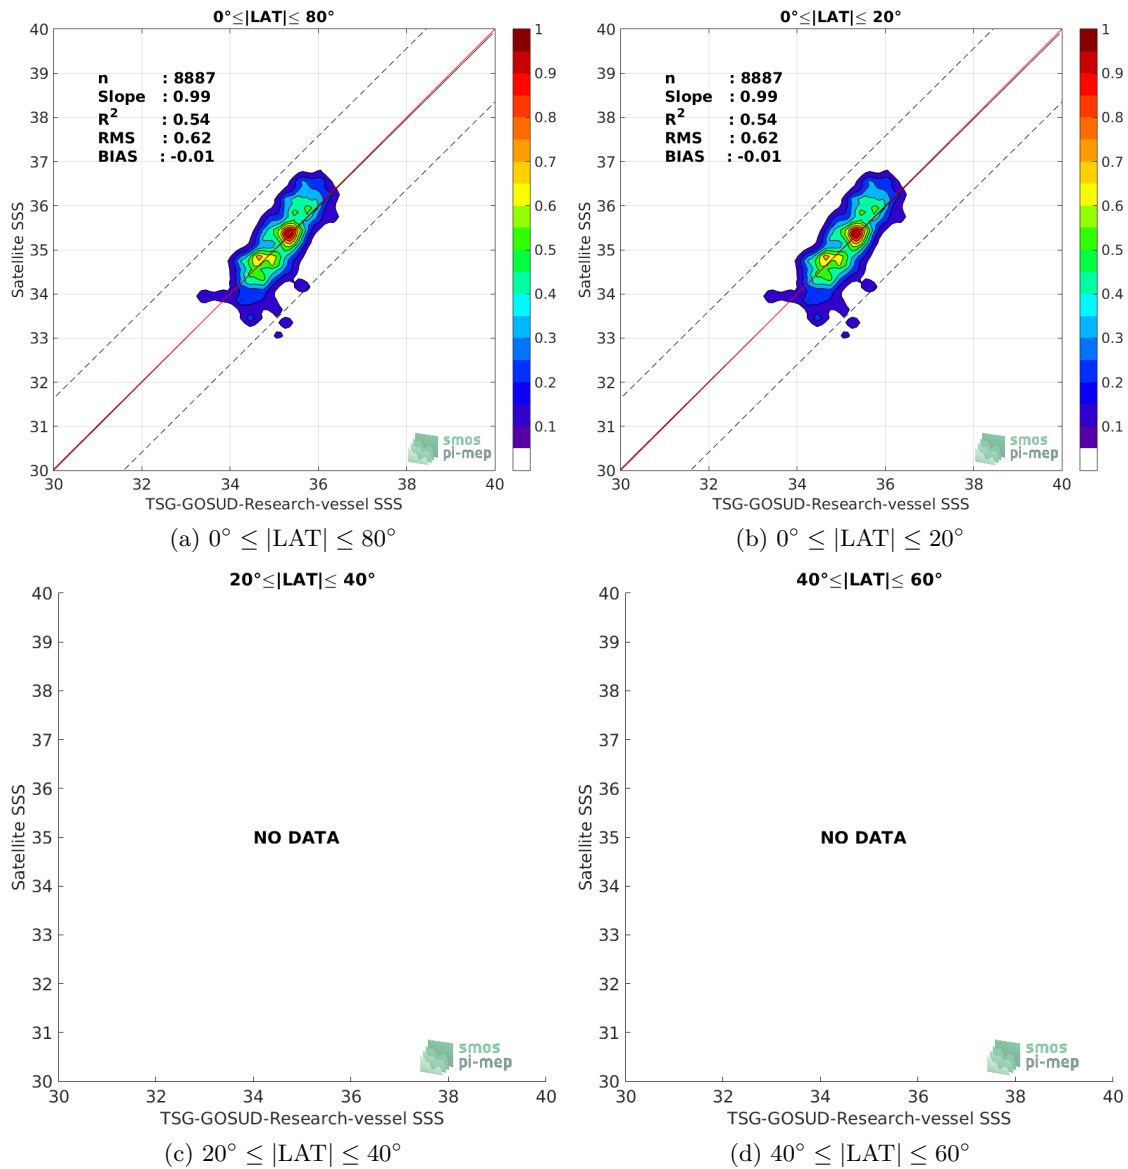 0°≤|LAT|≤ 80°
40
39
38
37
36
35
34
33
32
31
30
Satellite SSS
n : 8887
Slope : 0.99
R2 : 0.54
RMS : 0.62
BIAS : -0.01
smos
pi-mep
30 32 34 36 38 40
TSG-GOSUD-Research-vessel SSS
1
0.9
0.8
0.7
0.6
0.5
0.4
0.3
0.2
0.1
(a) 0° ≤ |LAT| ≤ 80°
0°≤|LAT|≤ 20°
40
39
38
37
36
35
34
33
32
31
30
Satellite SSS
n : 8887
Slope : 0.99
R2 : 0.54
RMS : 0.62
BIAS : -0.01
smos
pi-mep
30 32 34 36 38 40
TSG-GOSUD-Research-vessel SSS
1
0.9
0.8
0.7
0.6
0.5
0.4
0.3
0.2
0.1
(b) 0° ≤ |LAT| ≤ 20°
20°≤|LAT|≤ 40°
40
39
38
37
36
35
34
33
32
31
30
Satellite SSS
NO DATA
smos
pi-mep
30 32 34 36 38 40
TSG-GOSUD-Research-vessel SSS
(c) 20° ≤ |LAT| ≤ 40°
40°≤|LAT|≤ 60°
40
39
38
37
36
35
34
33
32
31
30
Satellite SSS
NO DATA
smos
pi-mep
30 32 34 36 38 40
TSG-GOSUD-Research-vessel SSS
(d) 40° ≤ |LAT| ≤ 60°